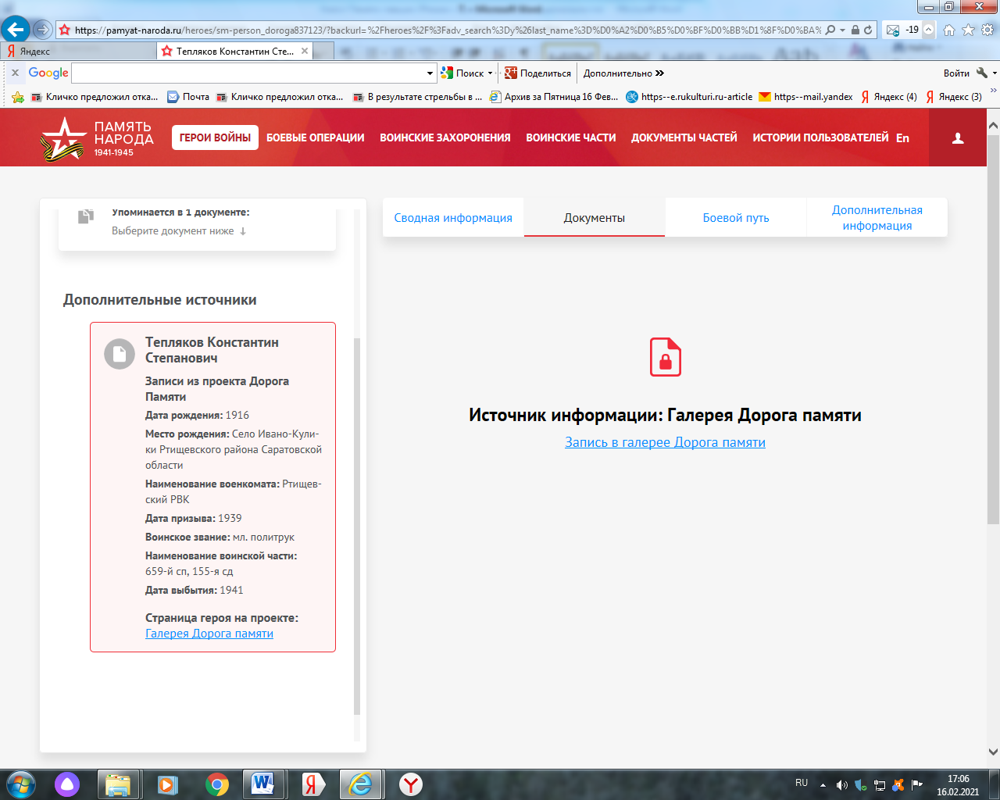 https://pamyat-naroda.ru/heroes/sm-person_doroga837123/?backurl=%2Fheroes%2F%3Fadv_search%3Dy%26last_name%3D%D0%A2%D0%B5%D0%BF%D0%BB%D1%8F%D0%BA%
-19
Яндекс
Тепляков Константин Сте...
Google
Поиск
Поделиться
Дополнительно
Войти
Кличко предложил отка...
Почта
Кличко предложил отка...
В результате стрельбы в ...
Архив за Пятница 16 Фев...
https--e.rukulturi.ru-article
https--mail.yandex
Яндекс (4)
Яндекс (3)
ПАМЯТЬ
НАРОДА
1941-1945
ГЕРОИ ВОЙНЫ
БОЕВЫЕ ОПЕРАЦИИ
ВОИНСКИЕ ЗАХОРОНЕНИЯ
ВОИНСКИЕ ЧАСТИ
ДОКУМЕНТЫ ЧАСТЕЙ
ИСТОРИИ ПОЛЬЗОВАТЕЛЕЙ
En
Упоминается в 1 документе:
Выберите документ ниже ↓
Дополнительные источники
Тепляков Константин
Степанович
Записи из проекта Дорога
Памяти
Дата рождения: 1916
Место рождения: Село Ивано-Кули-
ки Ртищевского района Саратовской
области
Наименование военкомата: Ртищев-
ский РВК
Дата призыва: 1939
Воинское звание: мл. политрук
Наименование воинской части:
659-й сп, 155-я сд
Дата выбытия: 1941
Страница героя на проекте:
Галерея Дорога памяти
Сводная информация
Документы
Боевой путь
Дополнительная
информация
Источник информации: Галерея Дорога памяти
Запись в галерее Дорога памяти
RU
17:06
16.02.2021